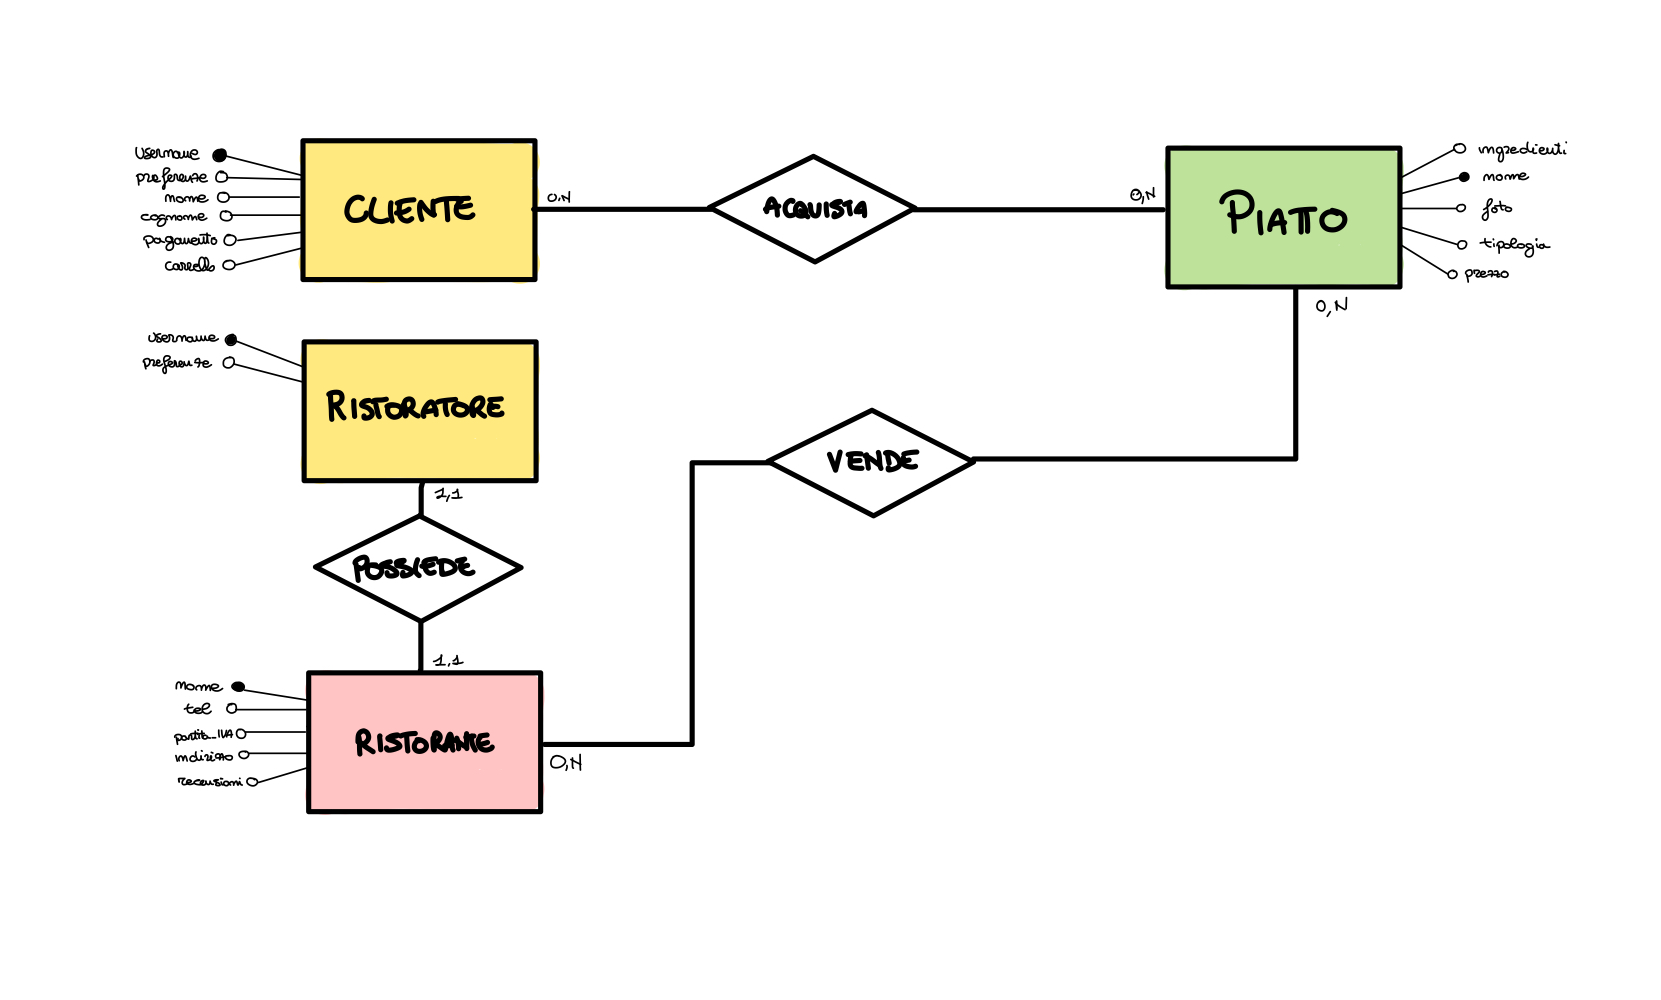 Username
preferenze
nome
cognome
pagamento
carrello
CLIENTE
0,N
ACQUISTA
0,N
PIATTO
ingredienti
nome
foto
tipologia
prezzo
0,N
username
preferenze
RISTORATORE
1,1
POSSIEDE
1,1
VENDE
nome
tel
partita_IVA
indirizzo
recensioni
RISTORANTE
0,N